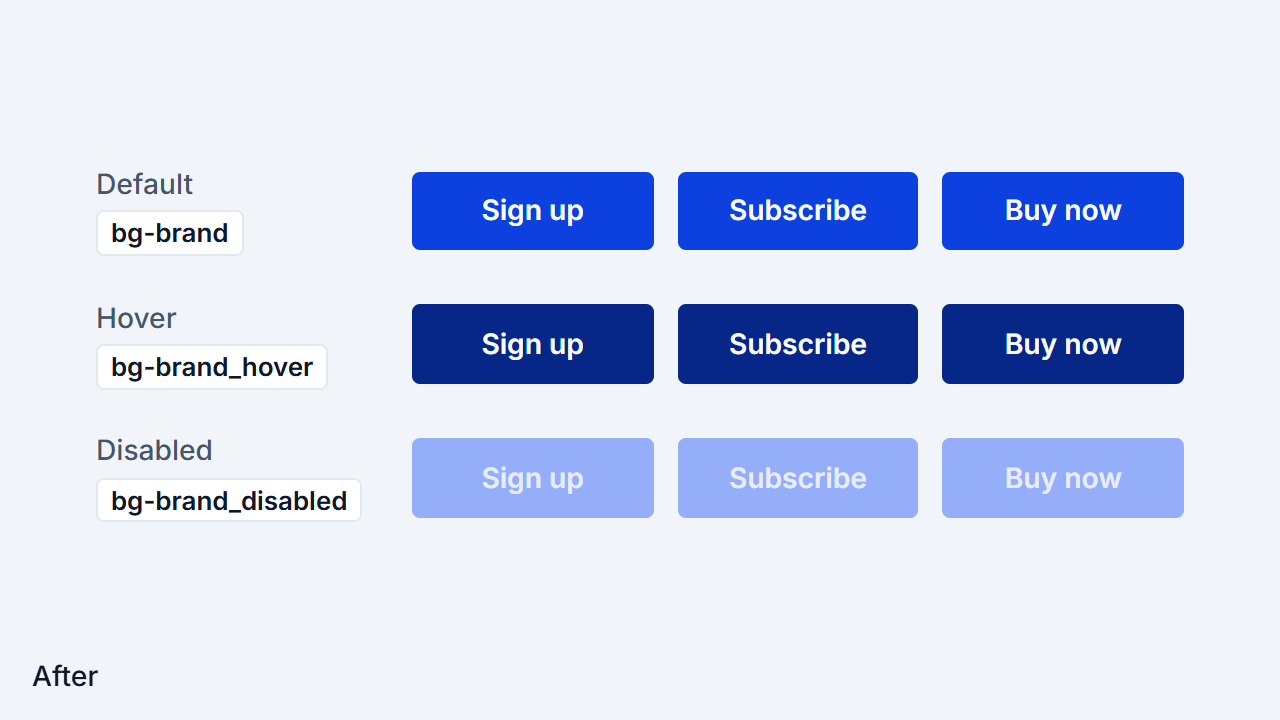 Default
bg-brand
Sign up
Subscribe
Buy now
Hover
bg-brand_hover
Sign up
Subscribe
Buy now
Disabled
bg-brand_disabled
Sign up
Subscribe
Buy now
After